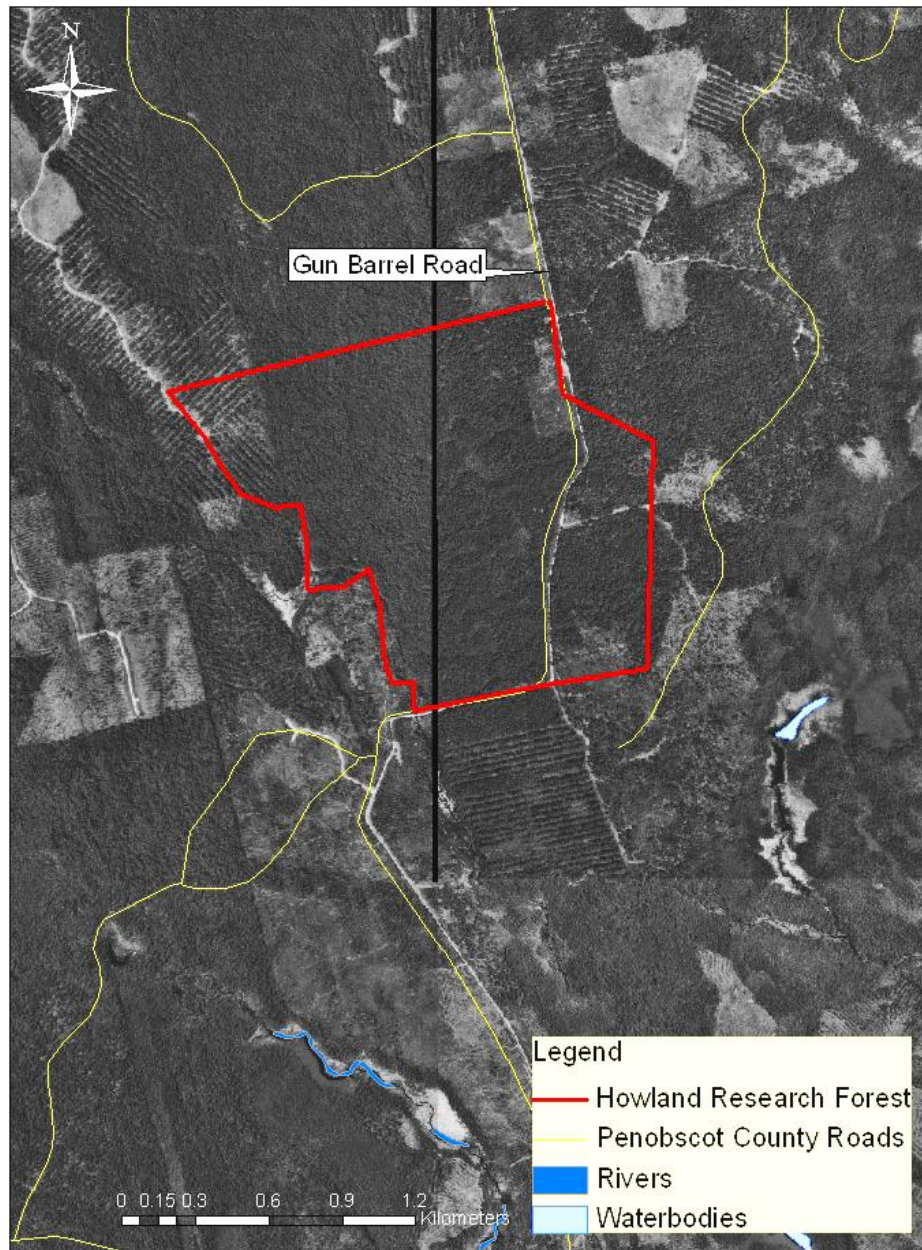 N
Gun Barrel Road
Legend
Howland Research Forest
Penobscot County Roads
Rivers
Waterbodies
0 0.15 0.3 0.6 0.9 1.2
Kilometers